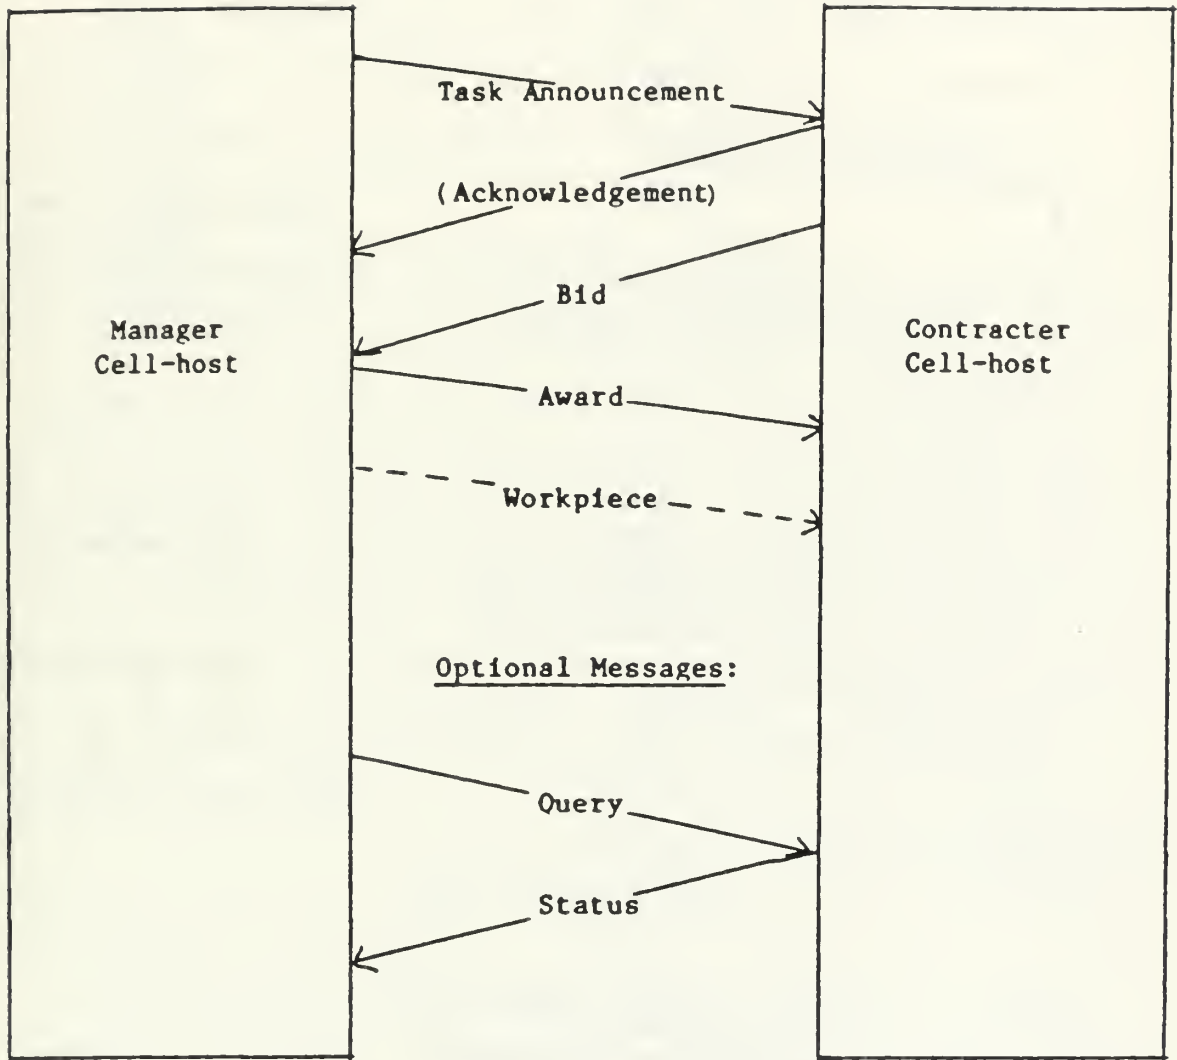 Task Announcement
(Acknowledgement)
Bid
Manager
Cell-host
Contracter
Cell-host
Award
Workpiece
Optional Messages:
Query
Status